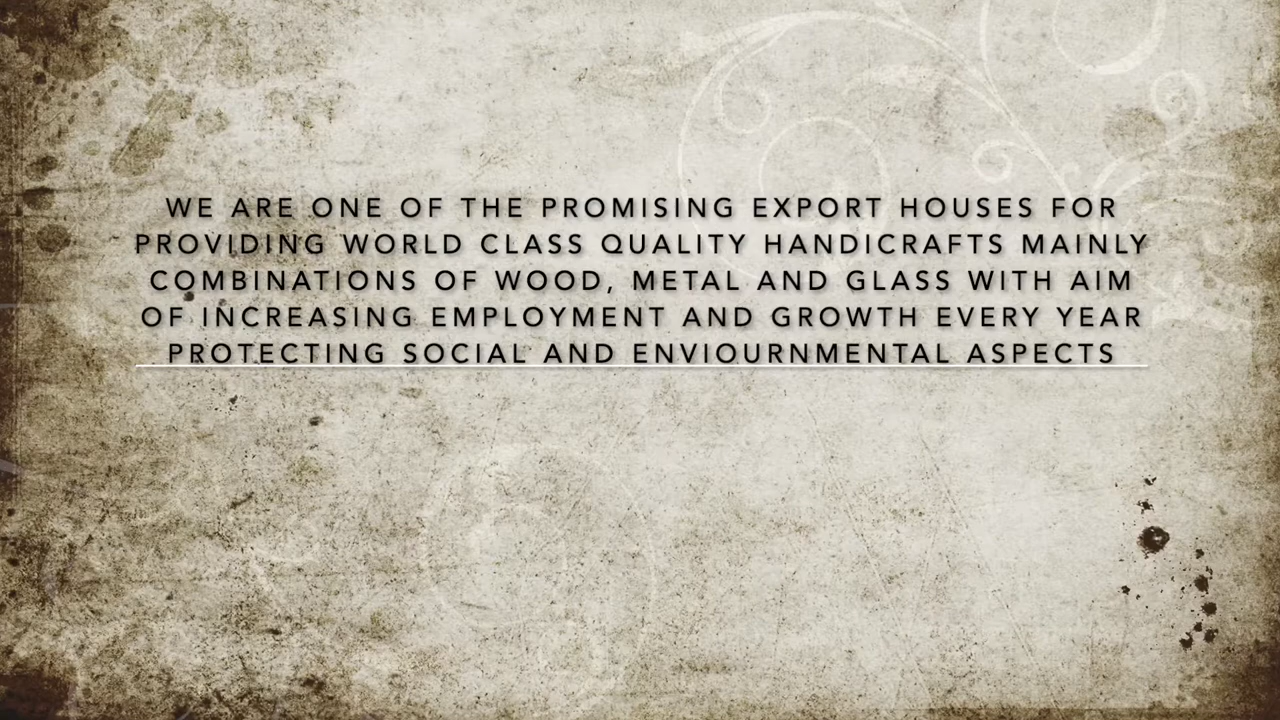 WE ARE ONE OF THE PROMISING EXPORT HOUSES FOR
PROVIDING WORLD CLASS QUALITY HANDICRAFTS MAINLY
COMBINATIONS OF WOOD, METAL AND GLASS WITH AIM
OF INCREASING EMPLOYMENT AND GROWTH EVERY YEAR
PROTECTING SOCIAL AND ENVIOURNMENTAL ASPECTS